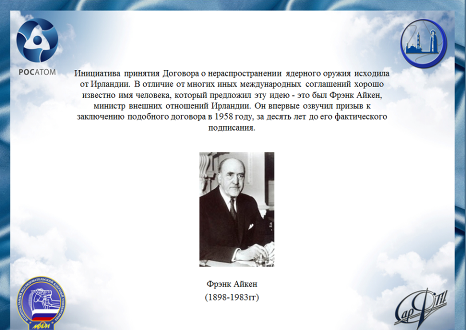 РОСАТОМ
Инициатива принятия Договора о нераспространении ядерного оружия исходила
от Ирландии. В отличие от многих иных международных соглашений хорошо
известно имя человека, который предложил эту идею - это был Фрэнк Айкен,
министр внешних отношений Ирландии. Он впервые озвучил призыв к
заключению подобного договора в 1958 году, за десять лет до его фактического
подписания.
Фрэнк Айкен
(1898-1983гг)